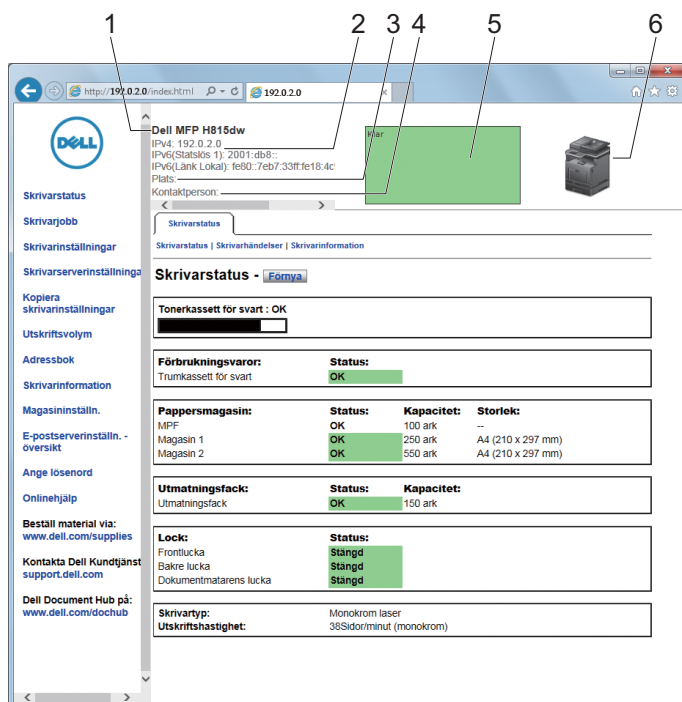 1 2 3 4 5 6
http://192.0.2.0/index.html
192.0.2.0
DELL
Dell MFP H815dw
IPv4: 192.0.2.0
IPv6(Statslös 1): 2001:db8::
IPv6(Länk Lokal): fe80::7eb7:33ff:fe18:4c
Plats:
Kontaktperson:
Klar
Skrivarstatus
Skrivarjobb
Skrivarinställningar
Skrivarserverinställninga
Kopiera
skrivarinställningar
Utskriftsvolym
Adressbok
Skrivarinformation
Magasininställn.
E-postserverinställn. -
översikt
Ange lösenord
Onlinehjälp
Beställ material via:
www.dell.com/supplies
Kontakta Dell Kundtjänst
support.dell.com
Dell Document Hub på:
www.dell.com/dochub
Skrivarstatus
Skrivarstatus | Skrivarhändelser | Skrivarinformation
Skrivarstatus - Förnya
Tonerkassett för svart : OK
Förbrukningsvaror: Status:
Trumkassett för svart OK
Pappersmagasin: Status: Kapacitet: Storlek:
MPF OK 100 ark --
Magasin 1 OK 250 ark A4 (210 x 297 mm)
Magasin 2 OK 550 ark A4 (210 x 297 mm)
Utmatningsfack: Status: Kapacitet:
Utmatningsfack OK 150 ark
Lock: Status:
Frontlucka Stängd
Bakre lucka Stängd
Dokumentmatarens lucka Stängd
Skrivartyp: Monokrom laser
Utskriftshastighet: 38Sidor/minut (monokrom)